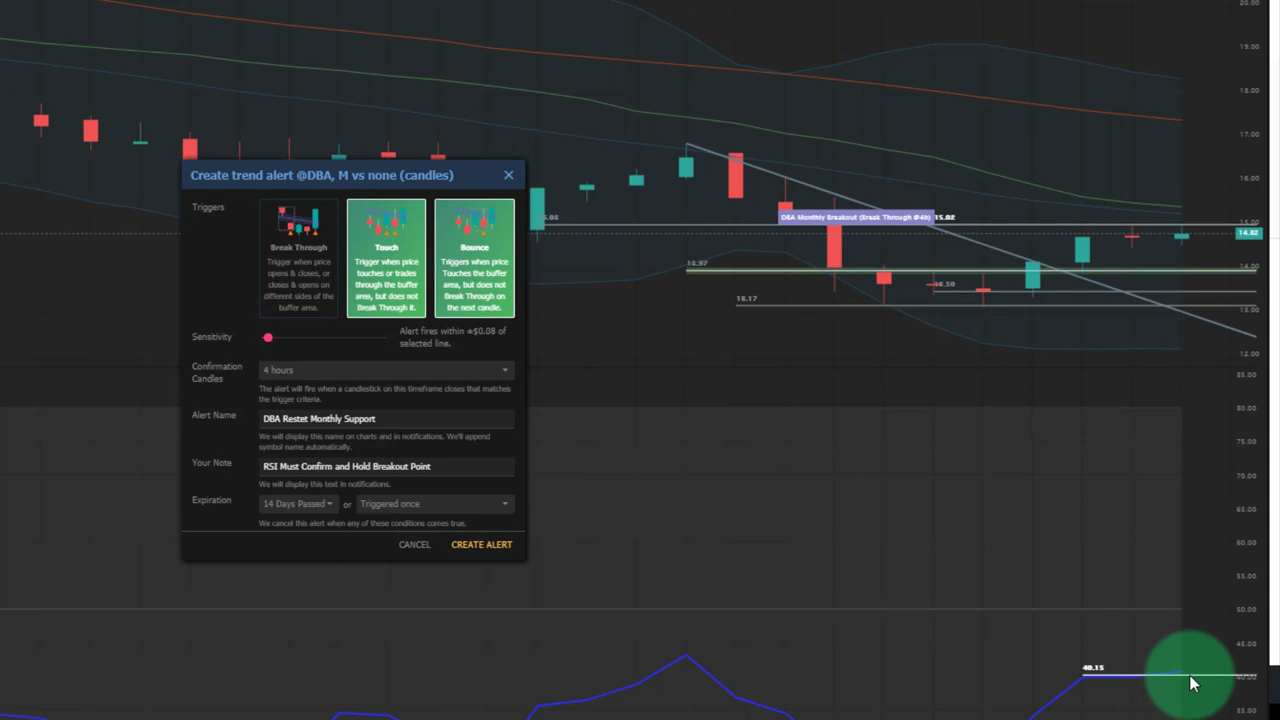 20.00
19.00
18.00
17.00
16.00
15.00
14.82
14.00
13.00
12.00
85.00
80.00
75.00
70.00
65.00
60.00
55.00
50.00
45.00
40.00
35.00
Create trend alert @DBA, M vs none (candles)
Triggers
Break Through
Trigger when price
opens & closes, or
closes & opens on
different sides of the
buffer area.
Touch
Trigger when price
touches or trades
through the buffer
area, but does not
Break Through it.
Bounce
Triggers when price
Touches the buffer
area, but does not
Break Through on
the next candle.
Sensitivity
Alert fires within ±$0.08 of
selected line.
Confirmation
Candles
4 hours
The alert will fire when a candlestick on this timeframe closes that matches
the trigger criteria.
Alert Name
DBA Restet Monthly Support
We will display this name on charts and in notifications. We'll append
symbol name automatically.
Your Note
RSI Must Confirm and Hold Breakout Point
We will display this text in notifications.
Expiration
14 Days Passed or Triggered once
We cancel this alert when any of these conditions comes true.
CANCEL CREATE ALERT
DBA Monthly Breakout (Break Through @4h) 15.02
13.97
13.50
13.17
40.15